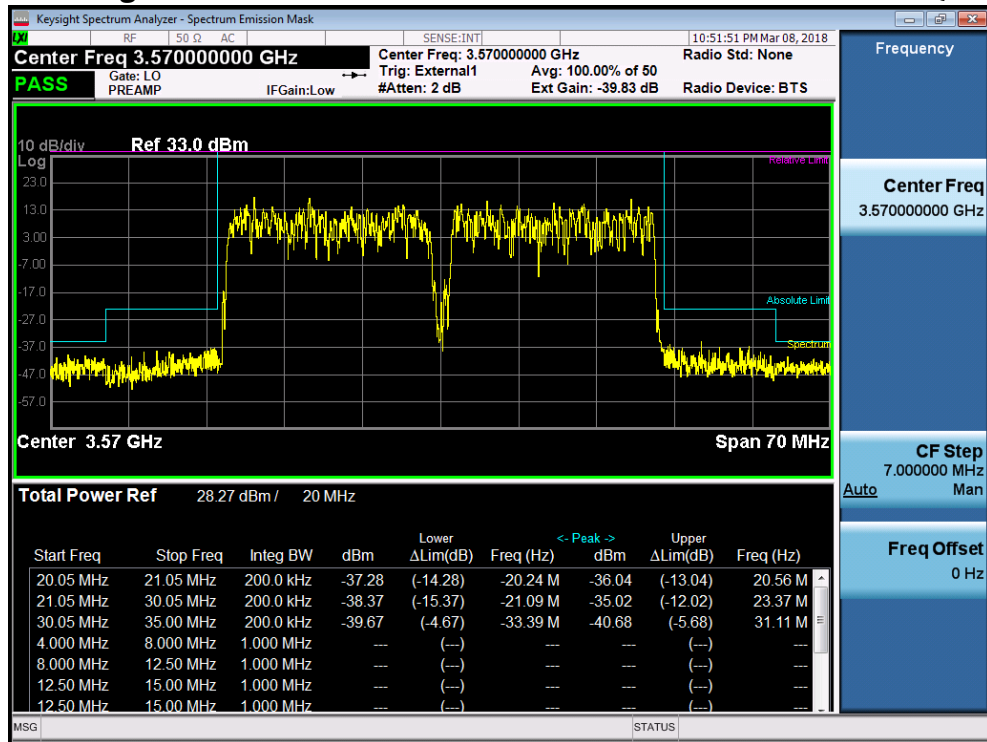 Keysight Spectrum Analyzer - Spectrum Emission Mask
LXI RF 50 Ω AC SENSE:INT 10:51:51 PM Mar 08, 2018
Center Freq 3.570000000 GHz
PASS
Gate: LO
PREAMP
IFGain:Low
Center Freq: 3.570000000 GHz
Trig: External1 Avg: 100.00% of 50
#Atten: 2 dB Ext Gain: -39.83 dB
Radio Std: None
Radio Device: BTS
10 dB/div Ref 33.0 dBm
Log
Relative Limit
23.0
13.0
3.00
-7.00
-17.0
Absolute Limit
-27.0
-37.0
Spectrum
-47.0
-57.0
Center 3.57 GHz Span 70 MHz
Total Power Ref 28.27 dBm / 20 MHz
Lower <- Peak -> Upper
Start Freq Stop Freq Integ BW dBm ΔLim(dB) Freq (Hz) dBm ΔLim(dB) Freq (Hz)
20.05 MHz 21.05 MHz 200.0 kHz -37.28 (-14.28) -20.24 M -36.04 (-13.04) 20.56 M
21.05 MHz 30.05 MHz 200.0 kHz -38.37 (-15.37) -21.09 M -35.02 (-12.02) 23.37 M
30.05 MHz 35.00 MHz 200.0 kHz -39.67 (-4.67) -33.39 M -40.68 (-5.68) 31.11 M
4.000 MHz 8.000 MHz 1.000 MHz --- (---) --- --- (---) ---
8.000 MHz 12.50 MHz 1.000 MHz --- (---) --- --- (---) ---
12.50 MHz 15.00 MHz 1.000 MHz --- (---) --- --- (---) ---
12.50 MHz 15.00 MHz 1.000 MHz --- (---) --- --- (---) ---
MSG STATUS
Frequency
Center Freq
3.570000000 GHz
CF Step
7.000000 MHz
Auto Man
Freq Offset
0 Hz